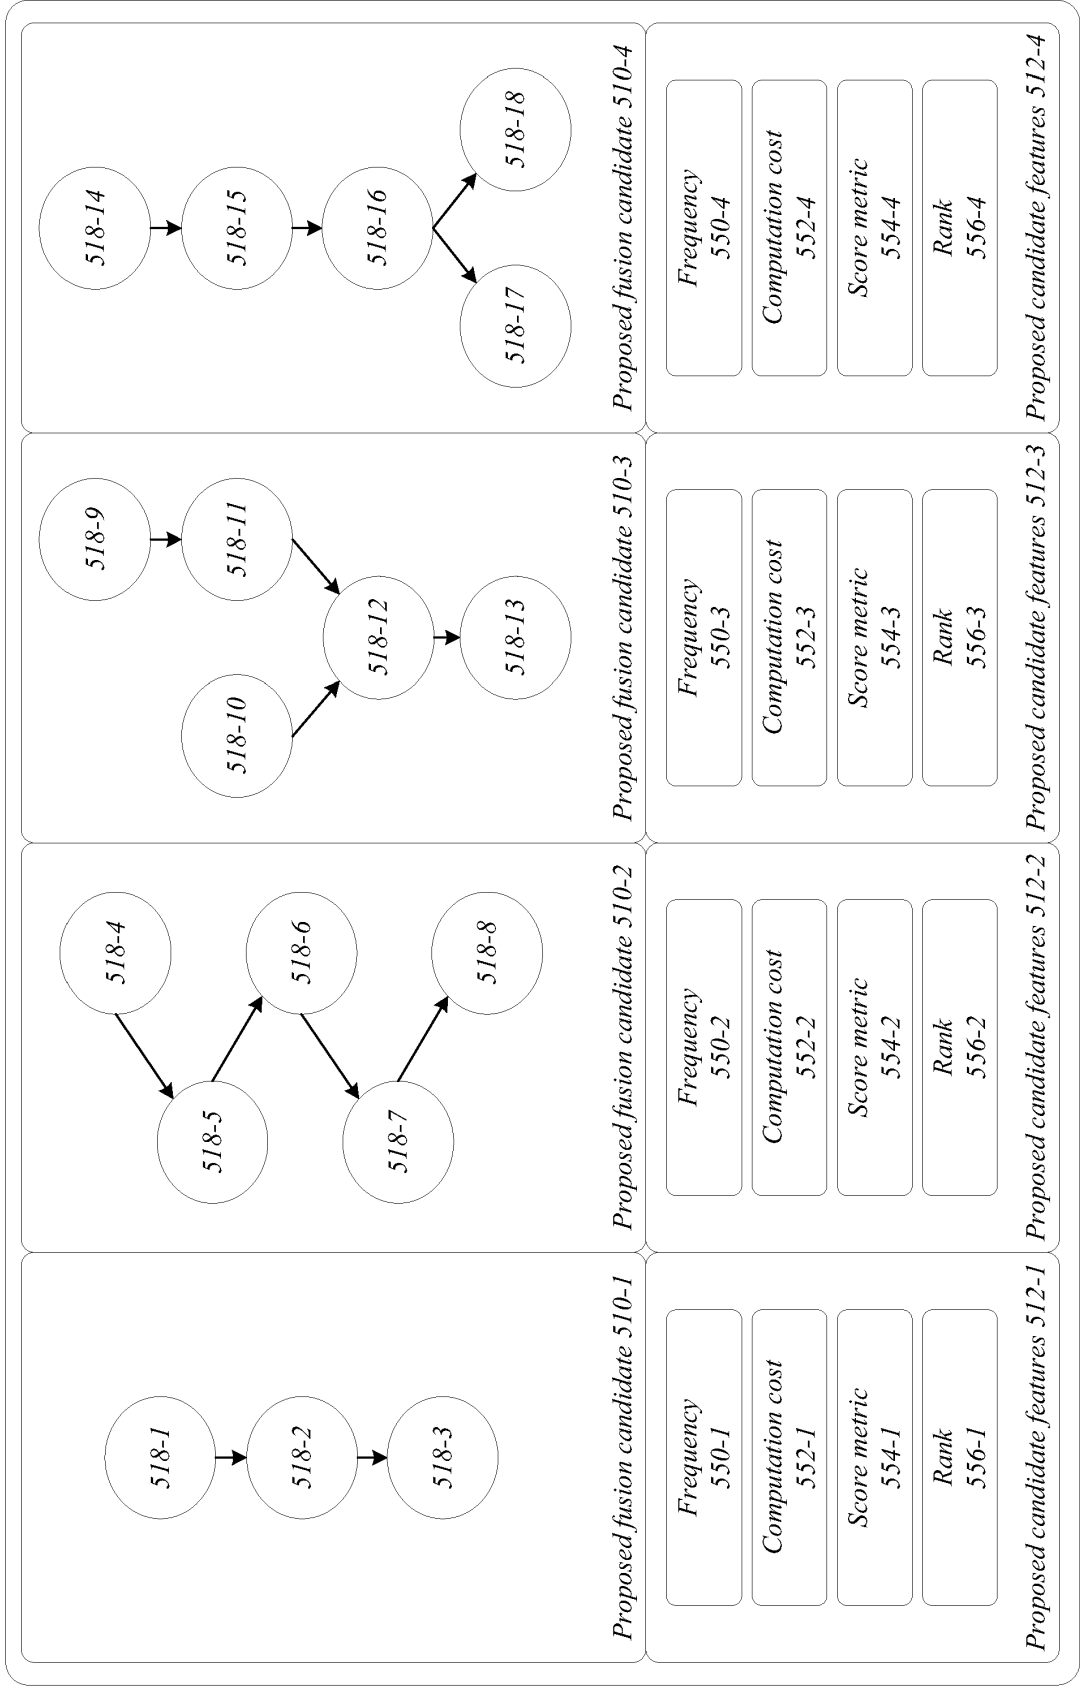 518-1
518-2
518-3
Proposed fusion candidate 510-1
518-4
518-5
518-6
518-7
518-8
Proposed fusion candidate 510-2
518-9
518-10
518-11
518-12
518-13
Proposed fusion candidate 510-3
518-14
518-15
518-16
518-17
518-18
Proposed fusion candidate 510-4
Frequency
550-1
Computation cost
552-1
Score metric
554-1
Rank
556-1
Proposed candidate features 512-1
Frequency
550-2
Computation cost
552-2
Score metric
554-2
Rank
556-2
Proposed candidate features 512-2
Frequency
550-3
Computation cost
552-3
Score metric
554-3
Rank
556-3
Proposed candidate features 512-3
Frequency
550-4
Computation cost
552-4
Score metric
554-4
Rank
556-4
Proposed candidate features 512-4